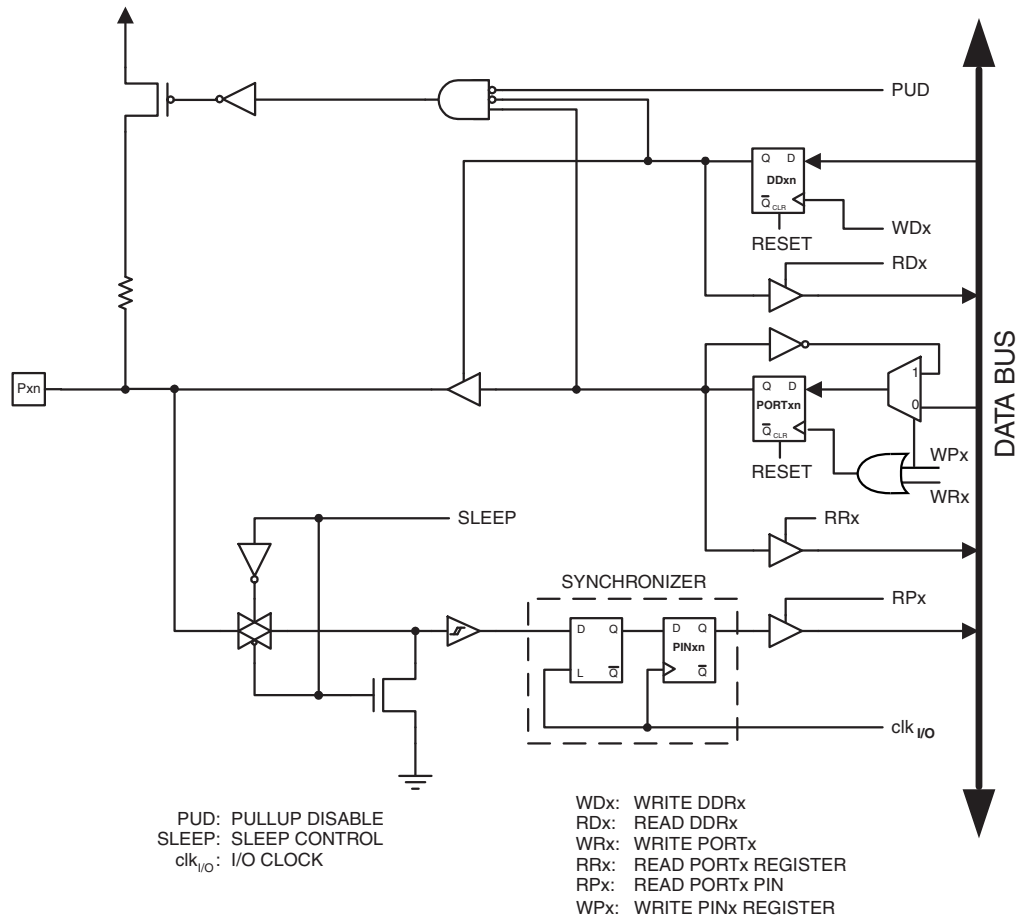 PUD
Q D
DDxn
Q CLR
WDx
RESET
RDx
DATA BUS
1
Pxn
Q D
0
PORTxn
Q CLR
WPx
RESET
WRx
RRx
SLEEP
SYNCHRONIZER
RPx
D Q
D Q
PINxn
L Q
Q
clk I/O
PUD: PULLUP DISABLE
SLEEP: SLEEP CONTROL
clkI/O: I/O CLOCK
WDx: WRITE DDRx
RDx: READ DDRx
WRx: WRITE PORTx
RRx: READ PORTx REGISTER
RPx: READ PORTx PIN
WPx: WRITE PINx REGISTER